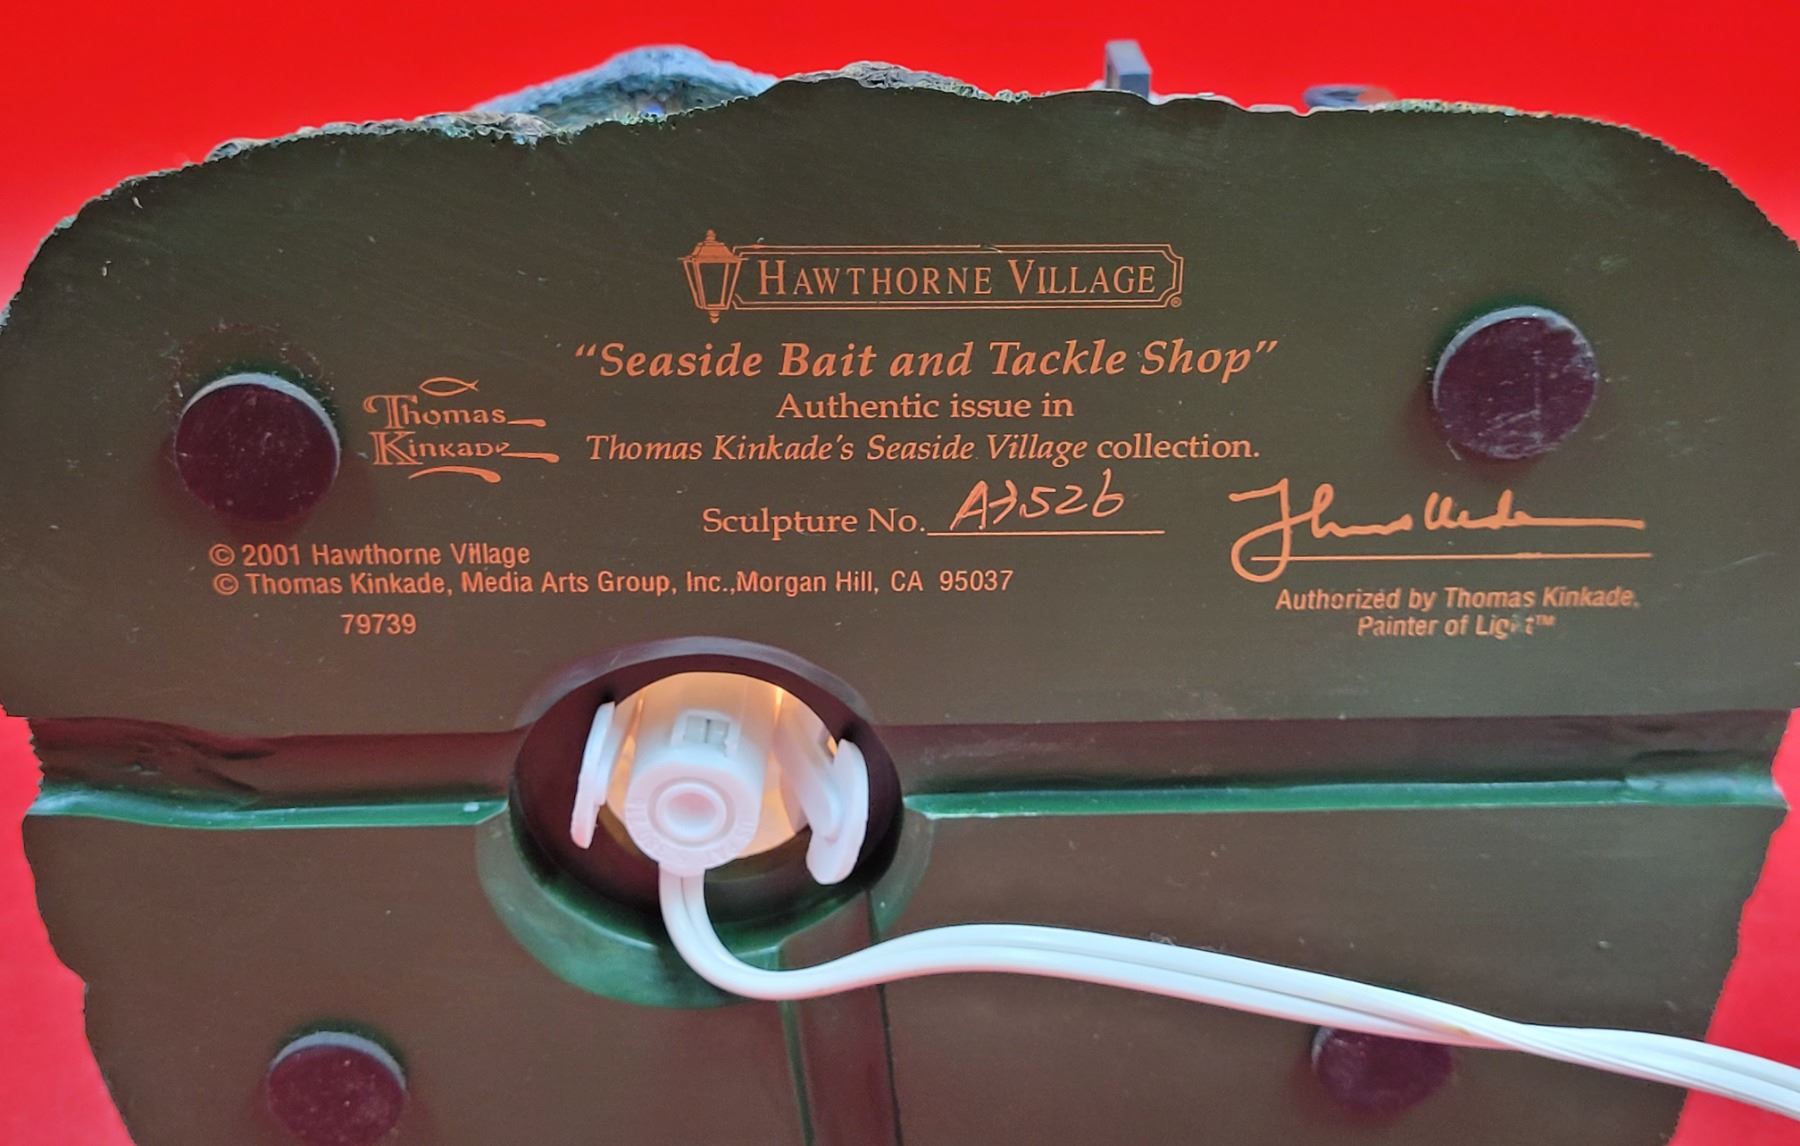 HAWTHORNE VILLAGE®
"Seaside Bait and Tackle Shop"
Authentic issue in
Thomas Kinkade's Seaside Village collection.
Thomas
Kinkade
Sculpture No. A7526
© 2001 Hawthorne Village
© Thomas Kinkade, Media Arts Group, Inc.,Morgan Hill, CA 95037
79739
Authorized by Thomas Kinkade,
Painter of Light™